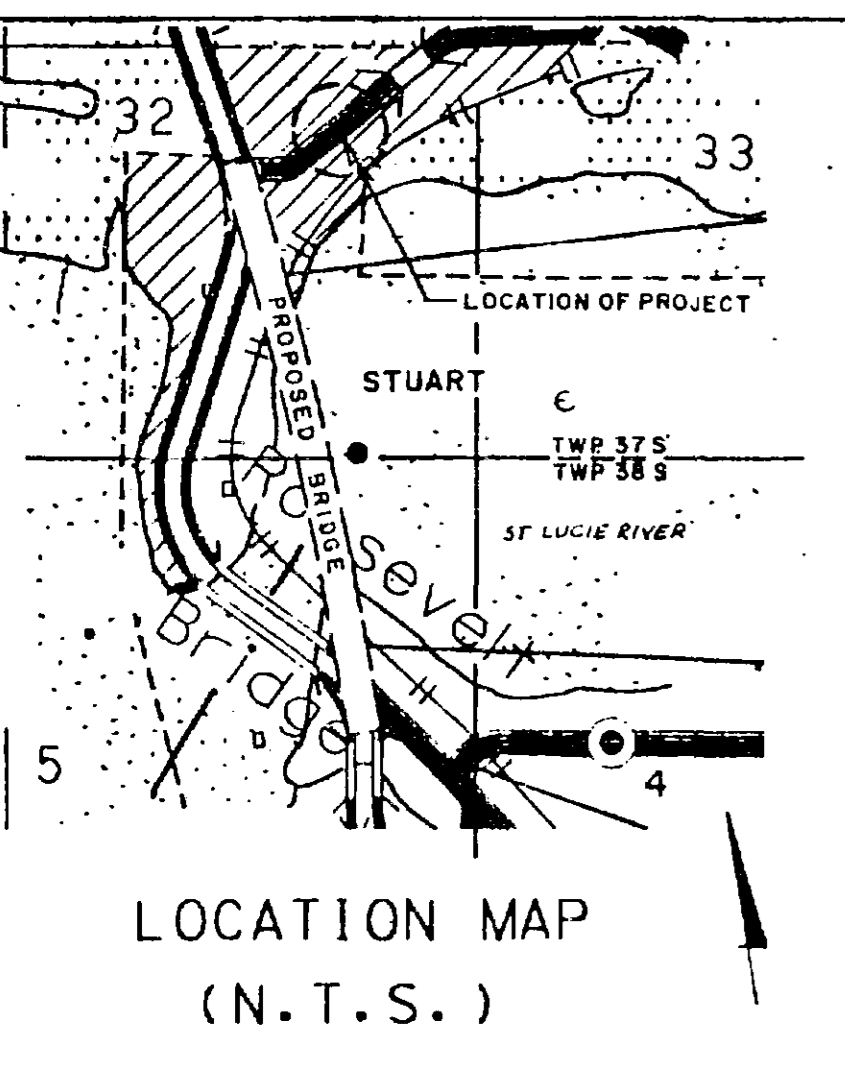 32
33
LOCATION OF PROJECT
PROPOSED BRIDGE
STUART
TWP 37 S
TWP 38 S
ST LUCIE RIVER
Roosevelt
Bridge
5
4
LOCATION MAP
(N.T.S.)